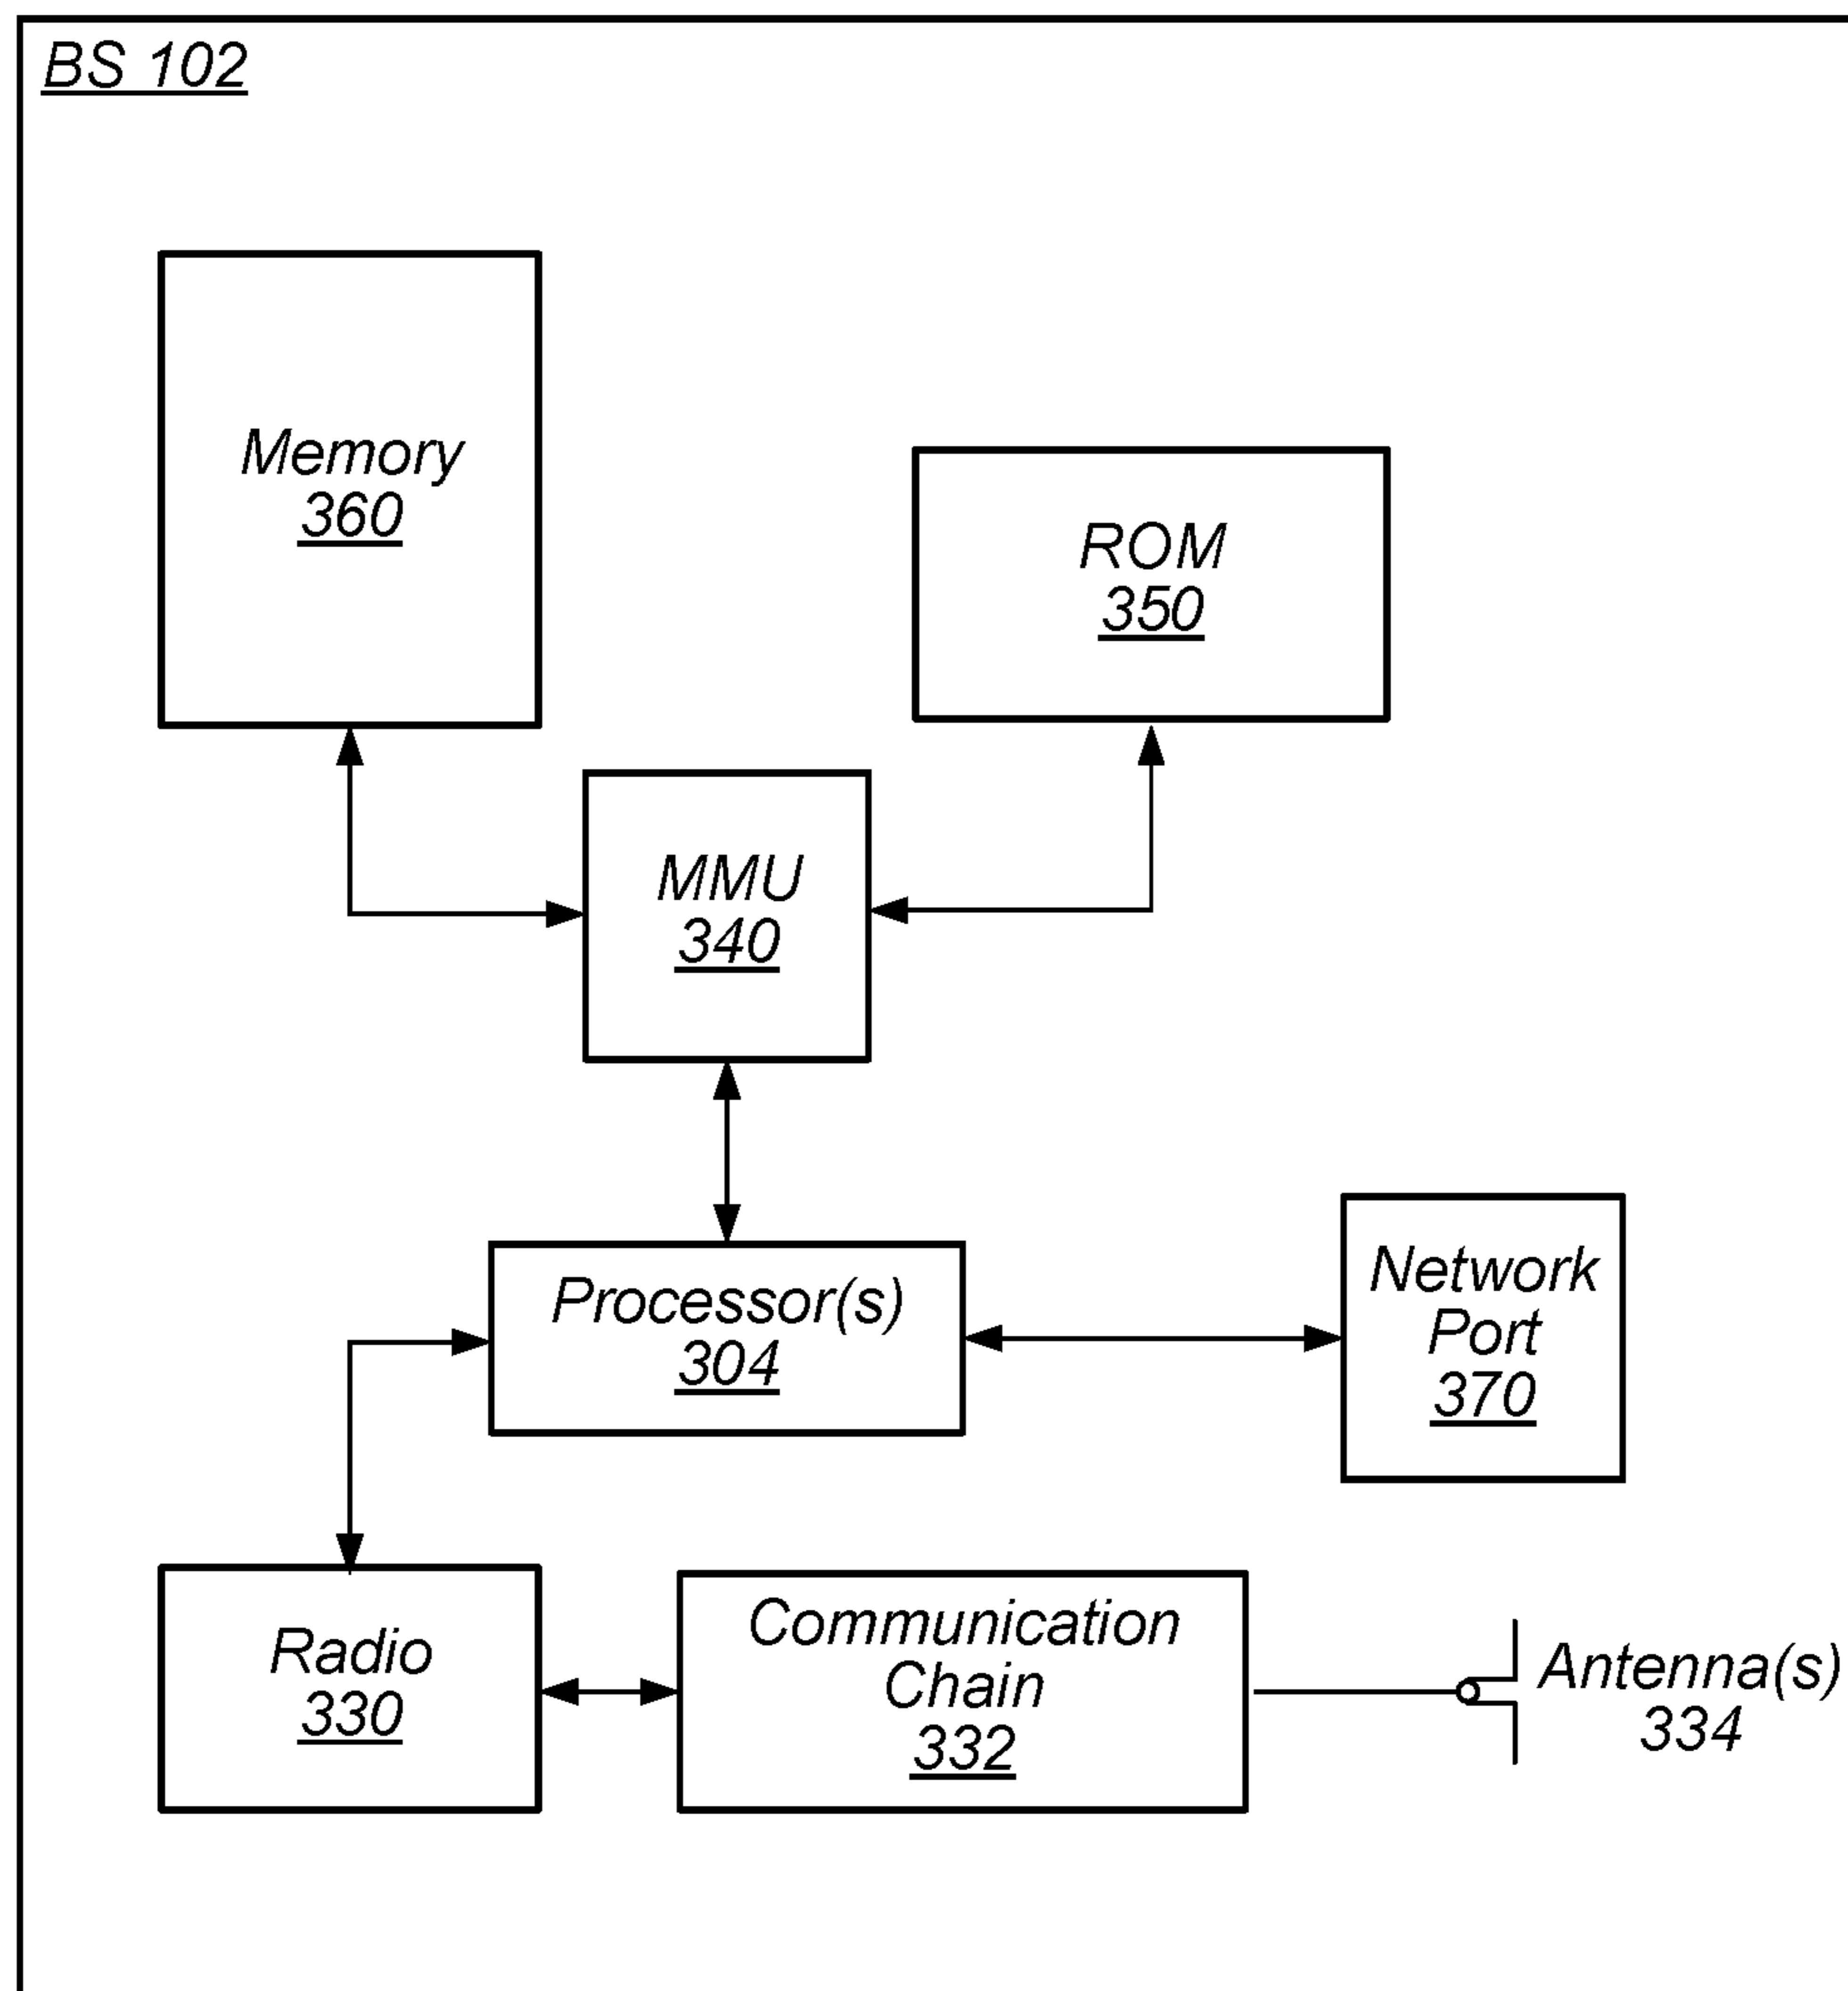 BS 102
Memory
360
ROM
350
MMU
340
Processor(s)
304
Network
Port
370
Radio
330
Communication
Chain
332
Antenna(s)
334